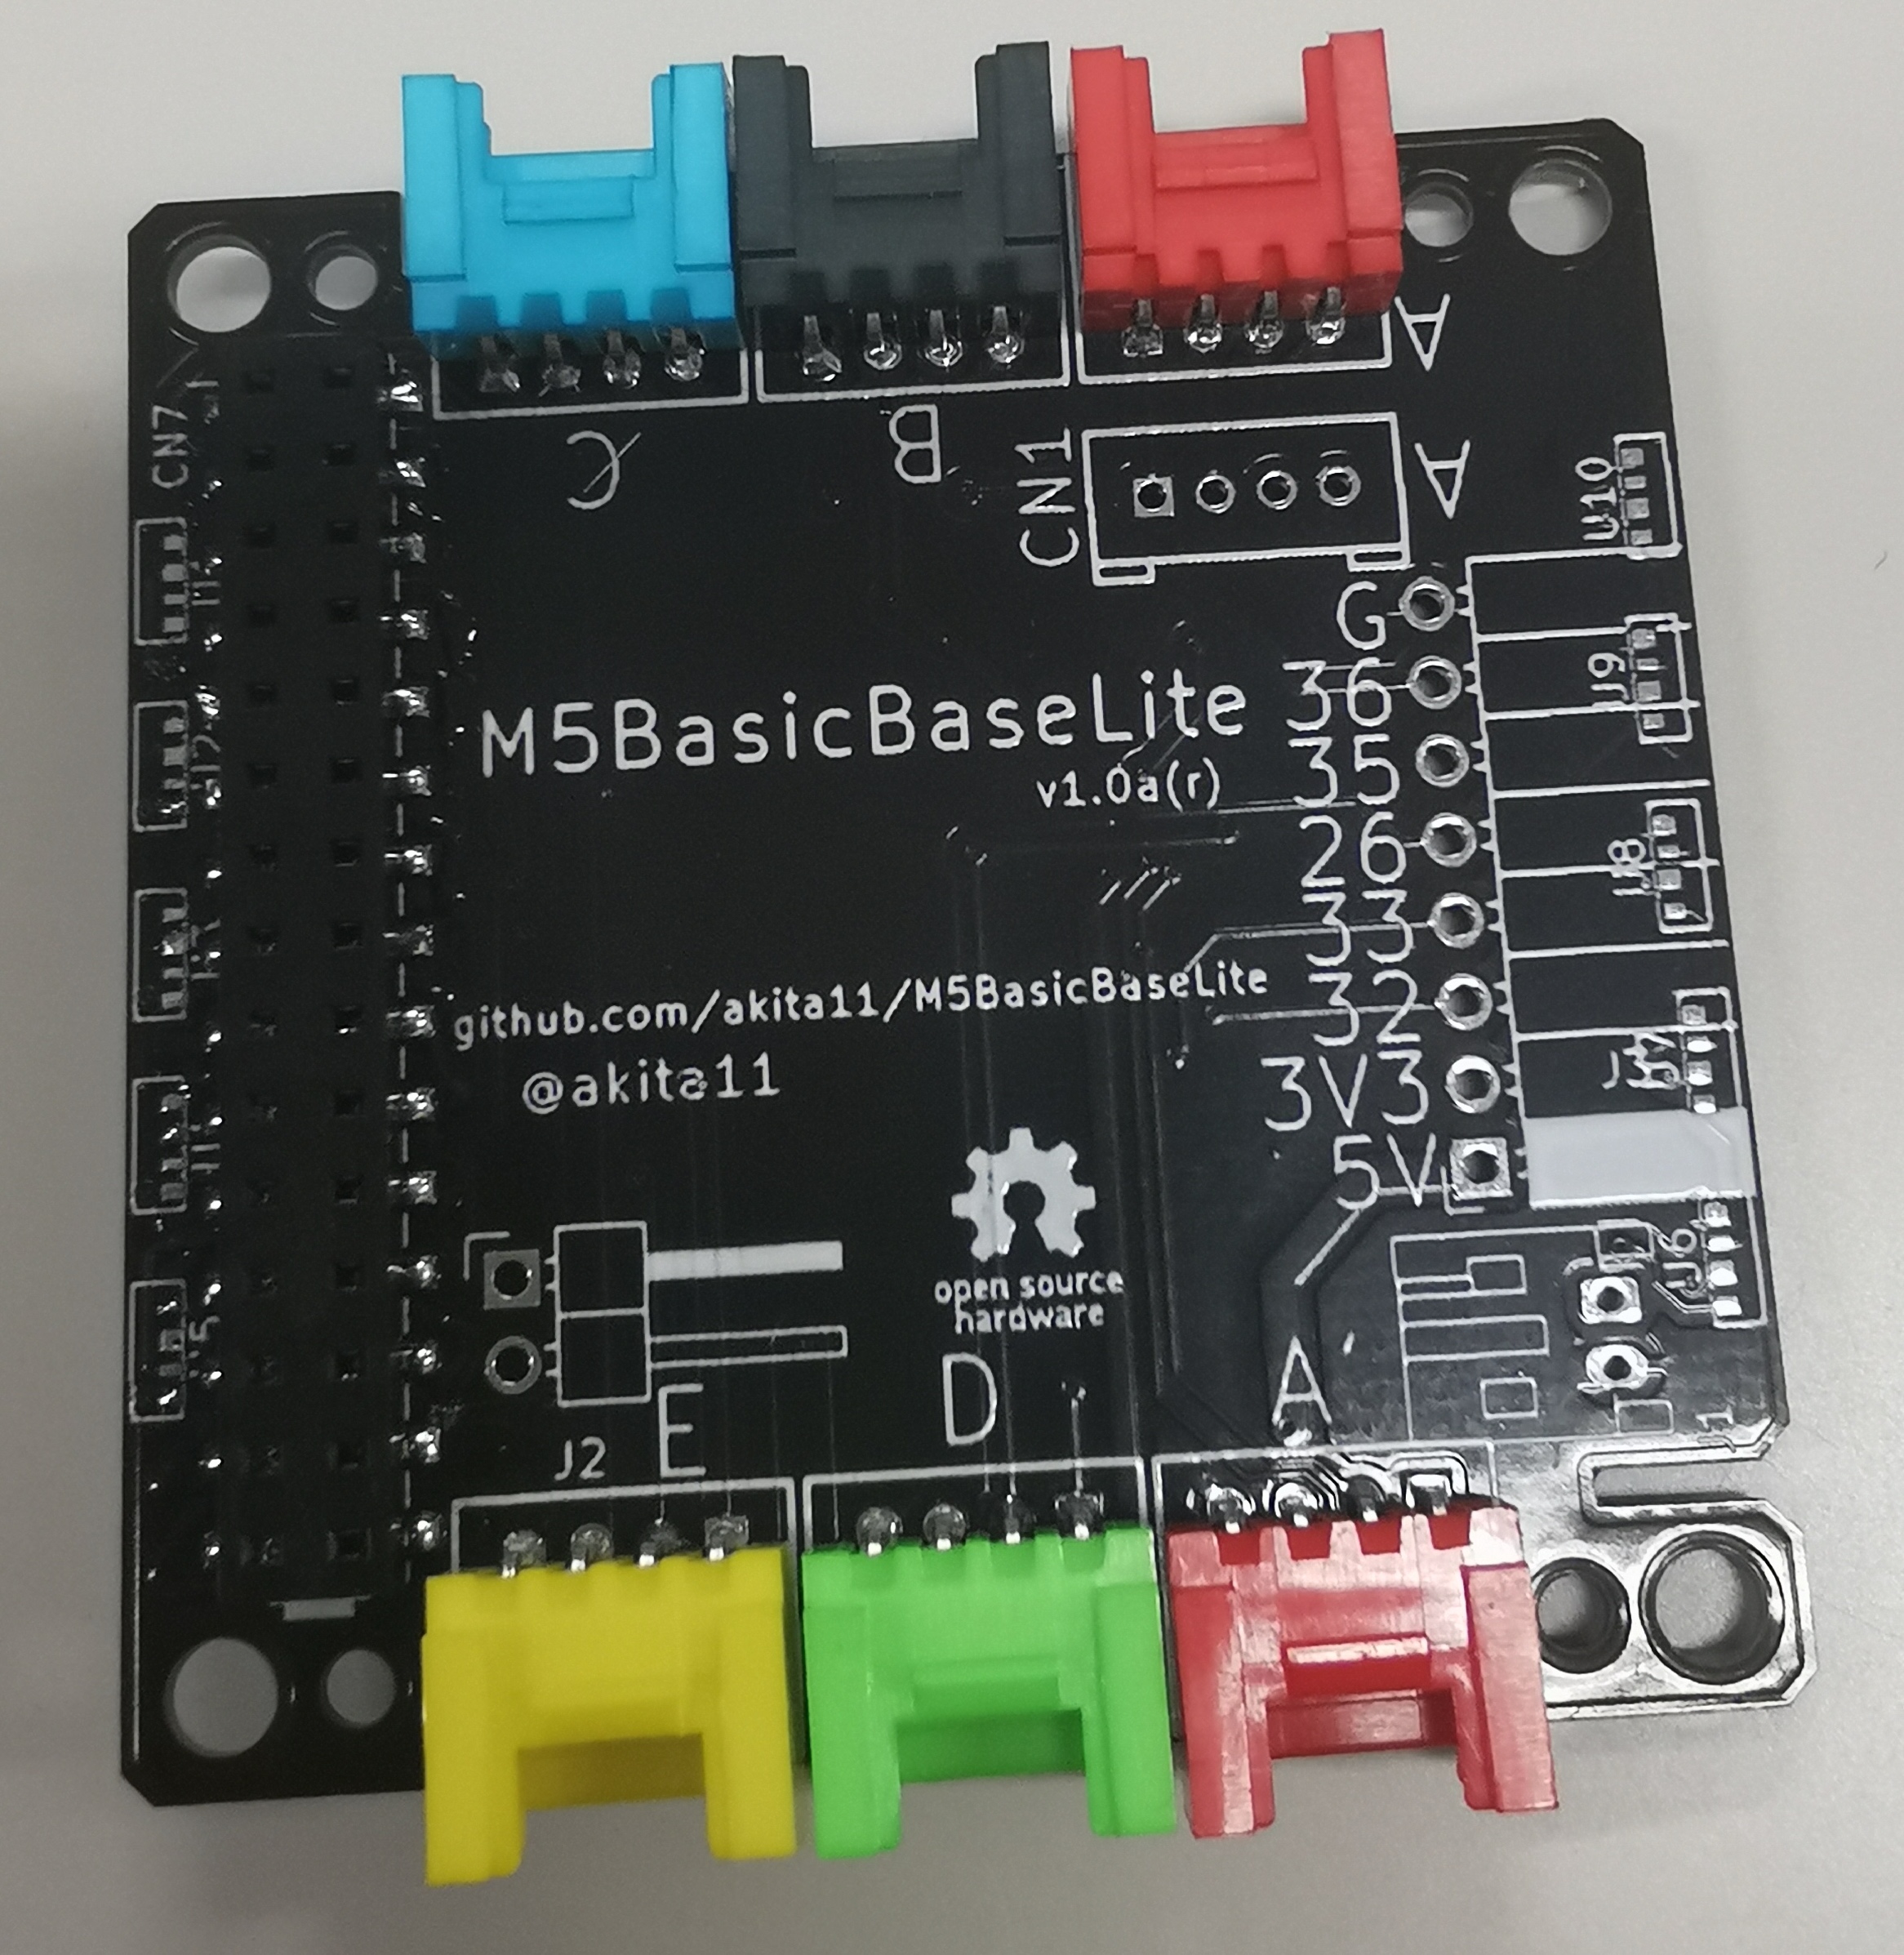 A
C
B
CN7
CN1
A
U10
G
36
M5BasicBaseLite
35
v1.0a(r)
26
33
github.com/akita11/M5BasicBaseLite
32
@akita11
3V3
5V
open source
hardware
D
A
E
J2
1